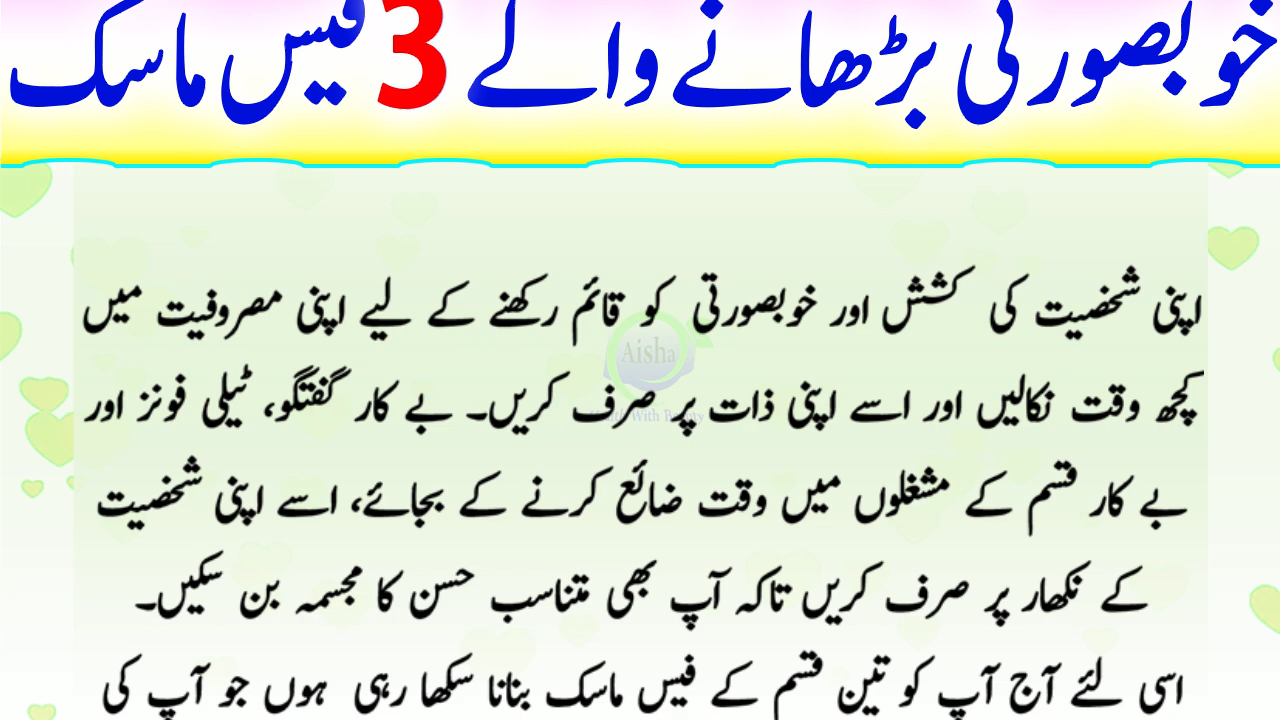 خوبصورتی بڑھانے والے 3 فیس ماسک
اپنی شخصیت کی کشش اور خوبصورتی کو قائم رکھنے کے لیے اپنی مصروفیت میں
کچھ وقت نکالیں اور اسے اپنی ذات پر صرف کریں۔ بے کار گفتگو، ٹیلی فونز اور
بے کار قسم کے مشغلوں میں وقت ضائع کرنے کے بجائے، اسے اپنی شخصیت
کے نکھار پر صرف کریں تاکہ آپ بھی متناسب حسن کا مجسمہ بن سکیں۔
اسی لئے آج آپ کو تین قسم کے فیس ماسک بنانا سکھا رہی ہوں جو آپ کی
Aisha
With Beauty